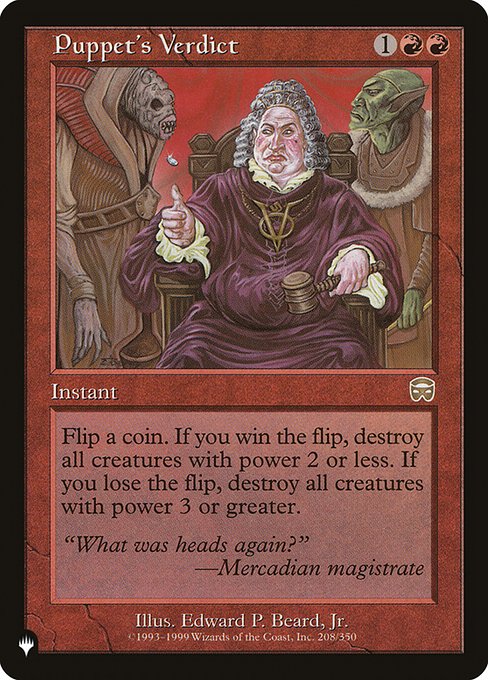 Puppet's Verdict 1
Instant
Flip a coin. If you win the flip, destroy
all creatures with power 2 or less. If
you lose the flip, destroy all creatures
with power 3 or greater.
“What was heads again?”
—Mercadian magistrate
Illus. Edward P. Beard, Jr.
©1993–1999 Wizards of the Coast, Inc. 208/350